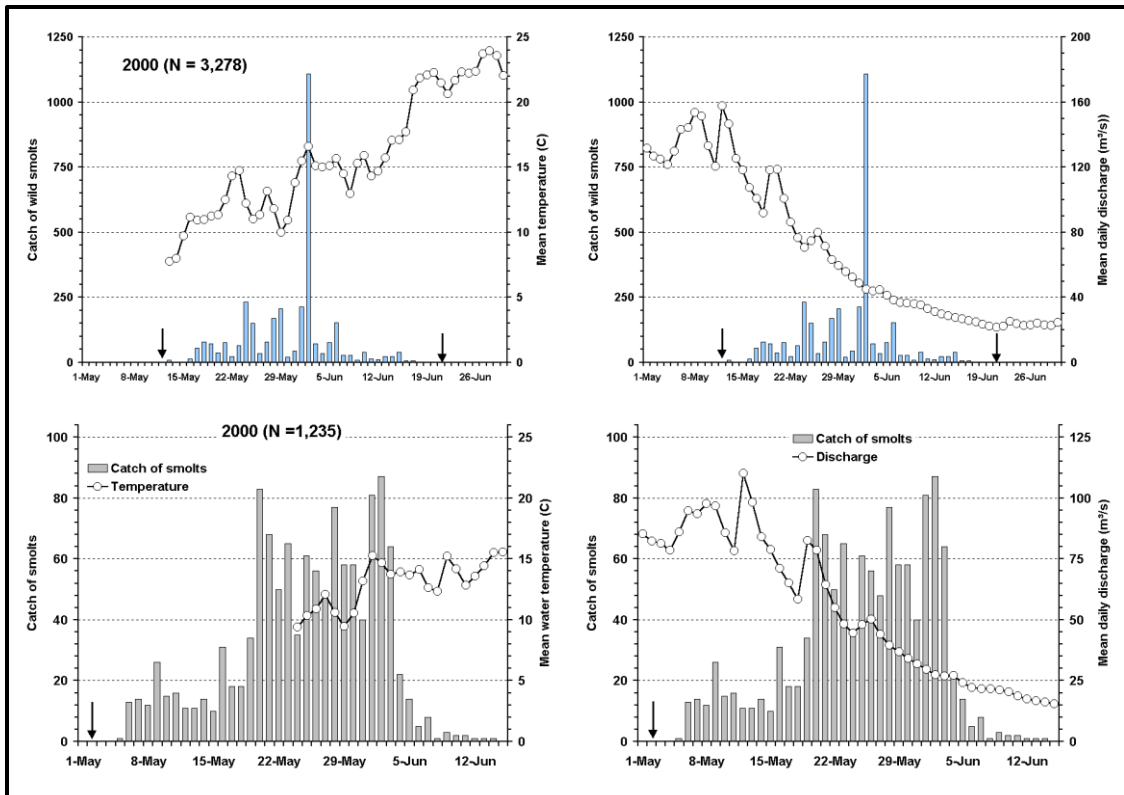 2000 (N = 3,278)
Catch of wild smolts
1250
1000
750
500
250
0
25
20
15
10
5
0
Mean temperature (C)
1-May 8-May 15-May 22-May 29-May 5-Jun 12-Jun 19-Jun 26-Jun
Catch of wild smolts
1250
1000
750
500
250
0
200
160
120
80
40
0
Mean daily discharge (m³/s))
1-May 8-May 15-May 22-May 29-May 5-Jun 12-Jun 19-Jun 26-Jun
2000 (N =1,235)
Catch of smolts
Temperature
Catch of smolts
100
80
60
40
20
0
25
20
15
10
5
0
Mean water temperature (C)
1-May 8-May 15-May 22-May 29-May 5-Jun 12-Jun
Catch of smolts
Discharge
Catch of smolts
100
80
60
40
20
0
125
100
75
50
25
0
Mean daily discharge (m³/s)
1-May 8-May 15-May 22-May 29-May 5-Jun 12-Jun